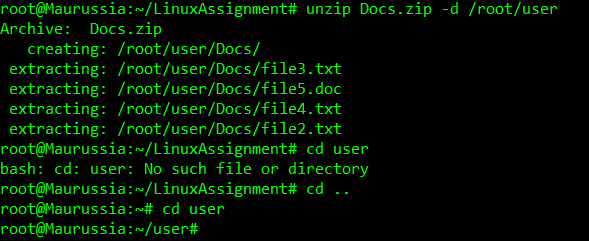 root@Maurussia:~/LinuxAssignment# unzip Docs.zip -d /root/user
Archive:  Docs.zip
   creating: /root/user/Docs/
 extracting: /root/user/Docs/file3.txt
 extracting: /root/user/Docs/file5.doc
 extracting: /root/user/Docs/file4.txt
 extracting: /root/user/Docs/file2.txt
root@Maurussia:~/LinuxAssignment# cd user
bash: cd: user: No such file or directory
root@Maurussia:~/LinuxAssignment# cd ..
root@Maurussia:~# cd user
root@Maurussia:~/user#